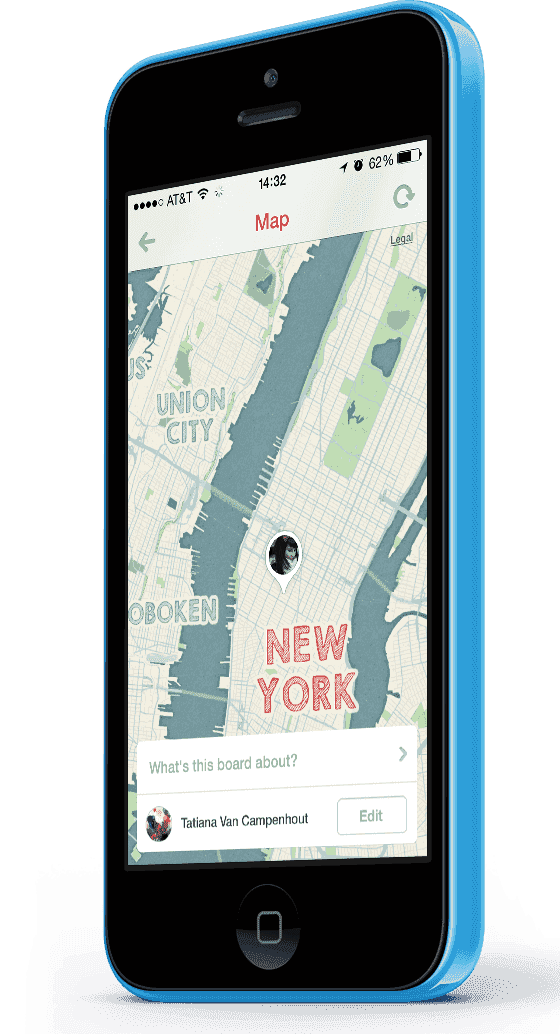 AT&T 14:32 62%
Map
Legal
US
UNION
CITY
OBOKEN
NEW
YORK
What's this board about?
Tatiana Van Campenhout Edit